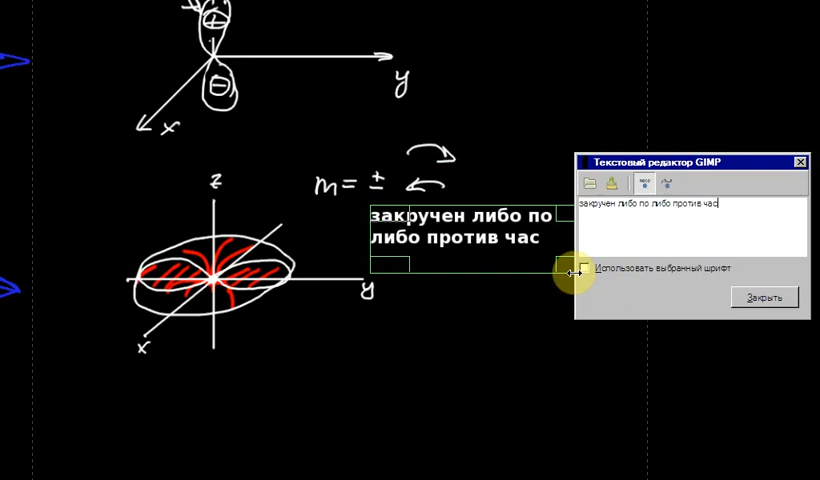 +
−
y
x
z
m = ±
закручен либо по
либо против час
y
x
Текстовый редактор GIMP
закручен либо по либо против час
Использовать выбранный шрифт
Закрыть